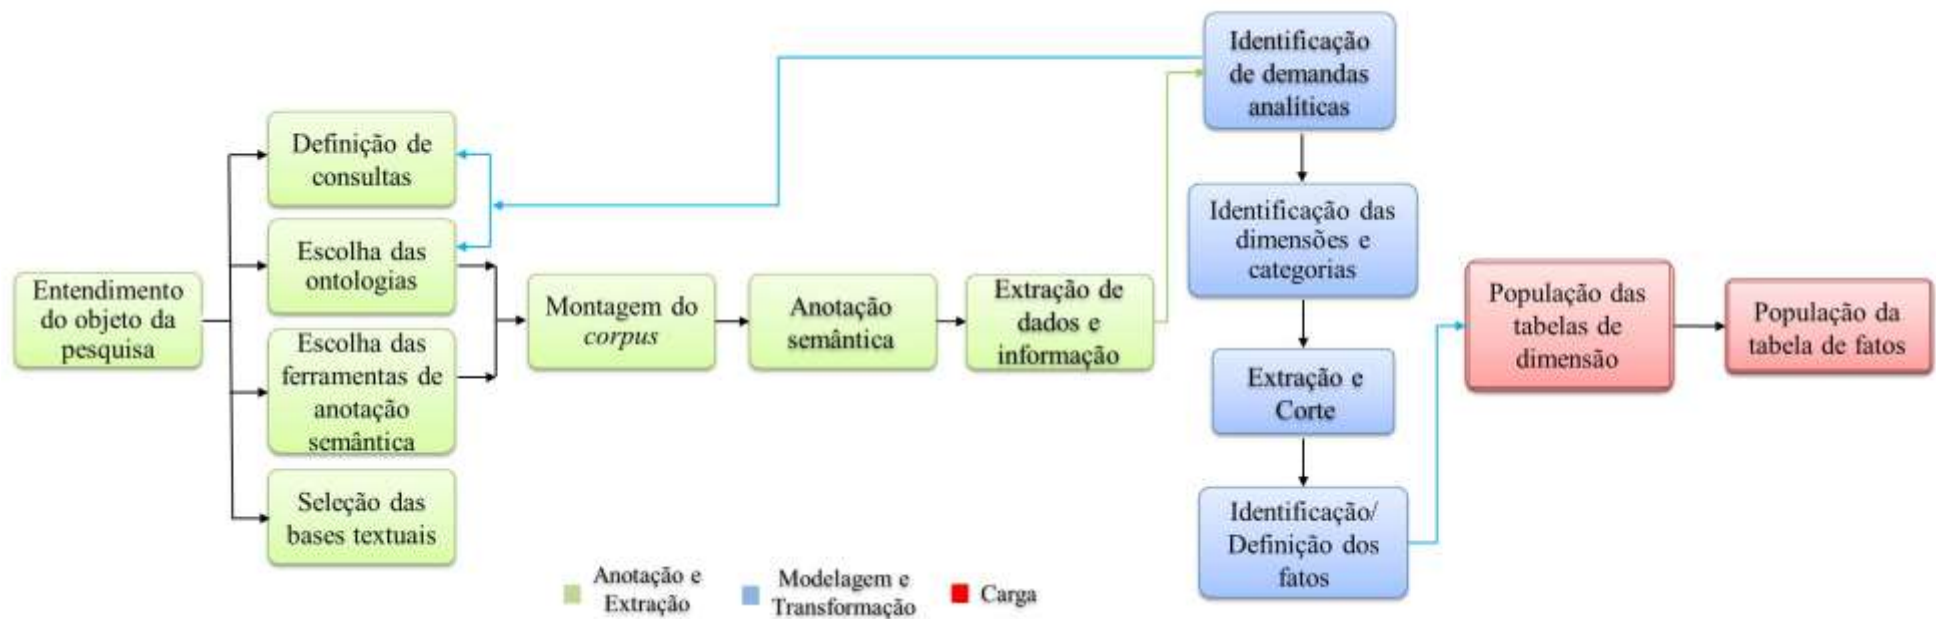 Entendimento
do objeto da
pesquisa
Definição de
consultas
Escolha das
ontologias
Escolha das
ferramentas de
anotação
semântica
Seleção das
bases textuais
Montagem do
corpus
Anotação
semântica
Extração de
dados e
informação
Identificação
de demandas
analíticas
Identificação das
dimensões e
categorias
Extração e
Corte
Identificação/
Definição dos
fatos
População das
tabelas de
dimensão
População da
tabela de fatos
Anotação e
Extração
Modelagem e
Transformação
Carga